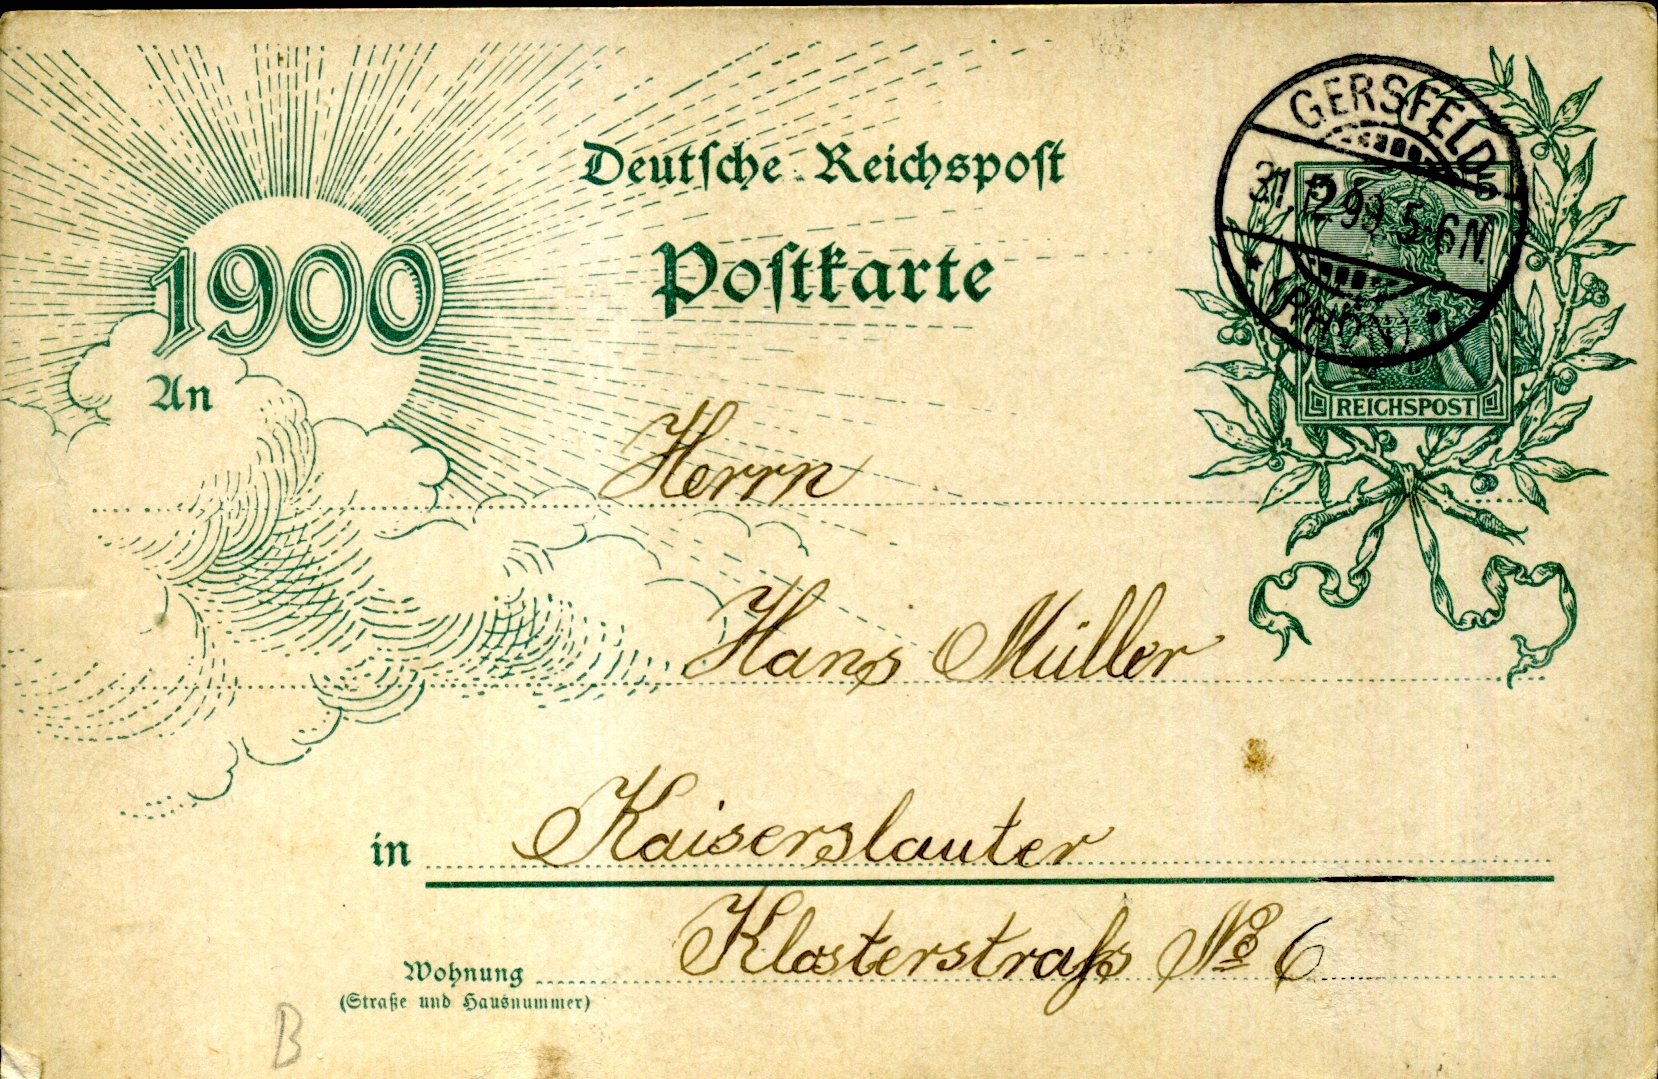 Deutsche Reichspost
Postkarte
1900
GERSFELD
31.12.99. 5-6N.
(RHÖN)
REICHSPOST
An
Herrn
Hans Müller
in Kaiserslauter
Klosterstraß No 6
Wohnung
(Straße und Hausnummer)
B